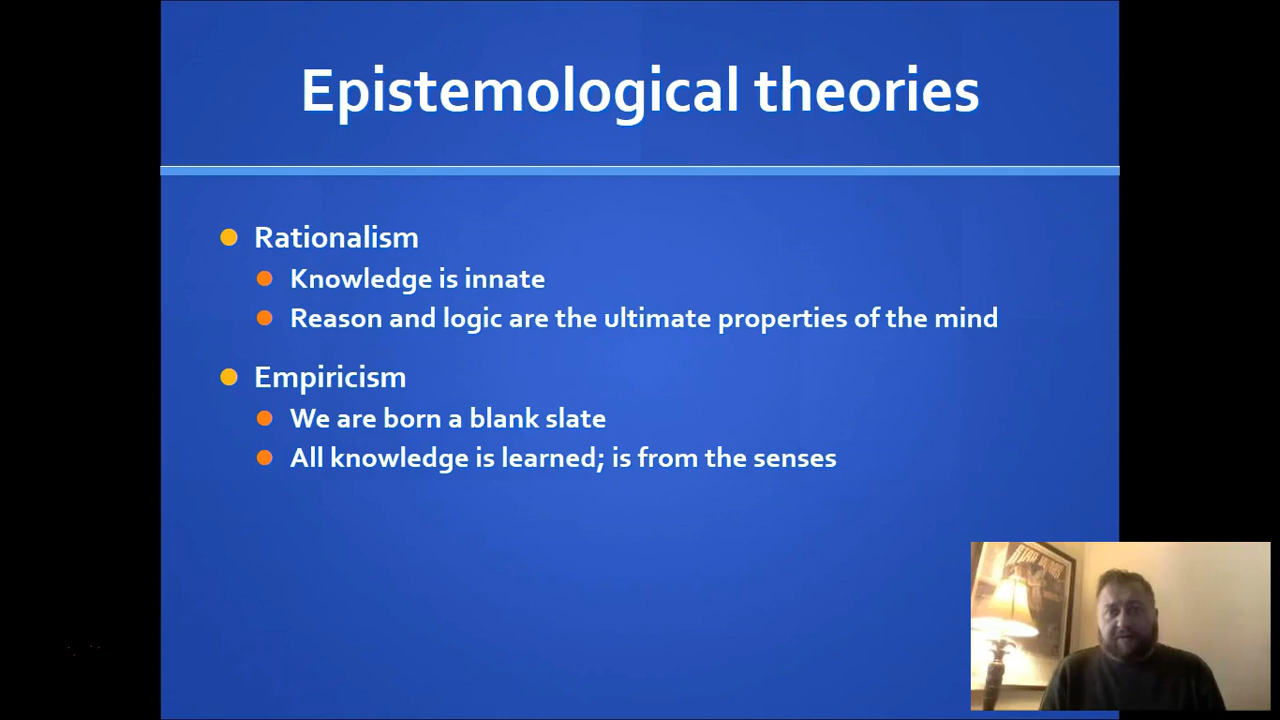 Epistemological theories
Rationalism
Knowledge is innate
Reason and logic are the ultimate properties of the mind
Empiricism
We are born a blank slate
All knowledge is learned; is from the senses